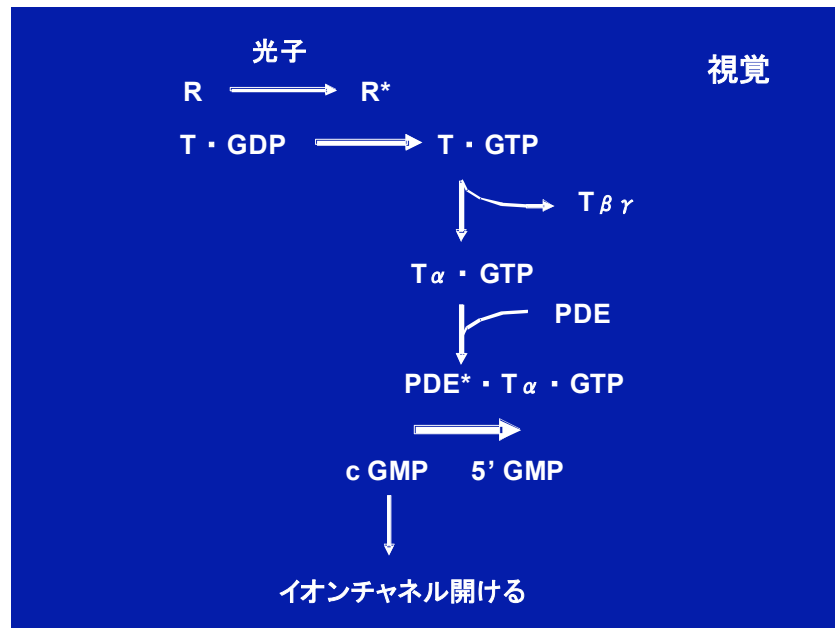 光子
視覚
R R*
T・GDP T・GTP
Tβγ
Tα・GTP
PDE
PDE*・Tα・GTP
c GMP 5’ GMP
イオンチャネル開ける